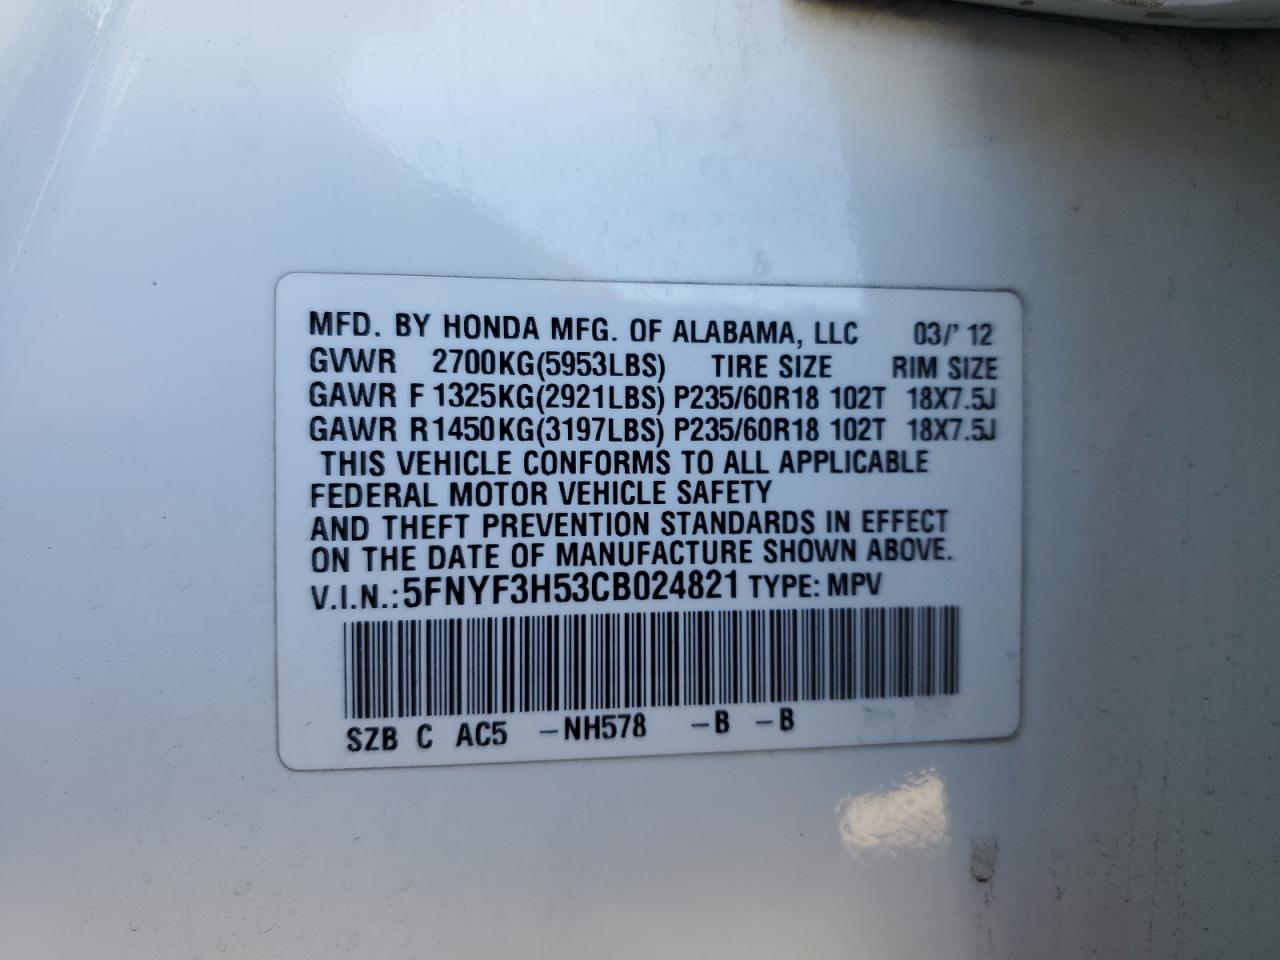 MFD. BY HONDA MFG. OF ALABAMA, LLC 03/'12
GVWR 2700KG(5953LBS) TIRE SIZE RIM SIZE
GAWR F 1325KG(2921LBS) P235/60R18 102T 18X7.5J
GAWR R1450KG(3197LBS) P235/60R18 102T 18X7.5J
THIS VEHICLE CONFORMS TO ALL APPLICABLE
FEDERAL MOTOR VEHICLE SAFETY
AND THEFT PREVENTION STANDARDS IN EFFECT
ON THE DATE OF MANUFACTURE SHOWN ABOVE.
V.I.N.:5FNYF3H53CB024821 TYPE: MPV
SZB C AC5 –NH578 –B –B